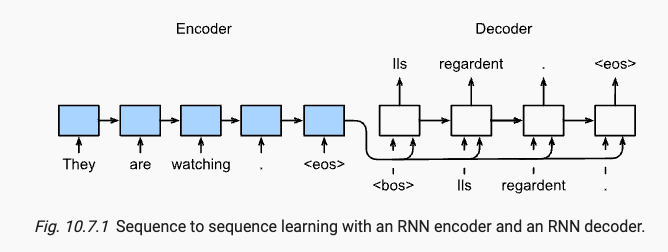 Encoder Decoder
Ils regardent . <eos>
They are watching . <eos>
<bos> Ils regardent .
Fig. 10.7.1 Sequence to sequence learning with an RNN encoder and an RNN decoder.